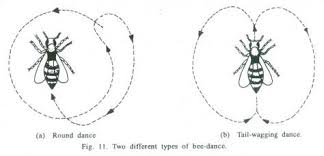 (a) Round dance
(b) Tail-wagging dance.
Fig. 11. Two different types of bee-dance.